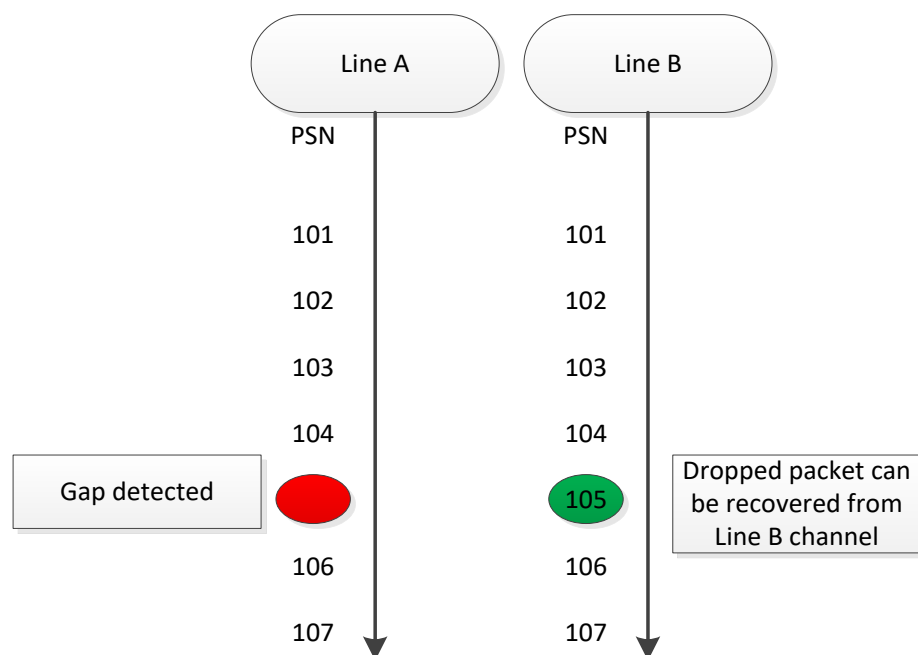 Line A
Line B
PSN
PSN
101
101
102
102
103
103
104
104
Gap detected
105
Dropped packet can
be recovered from
Line B channel
106
106
107
107